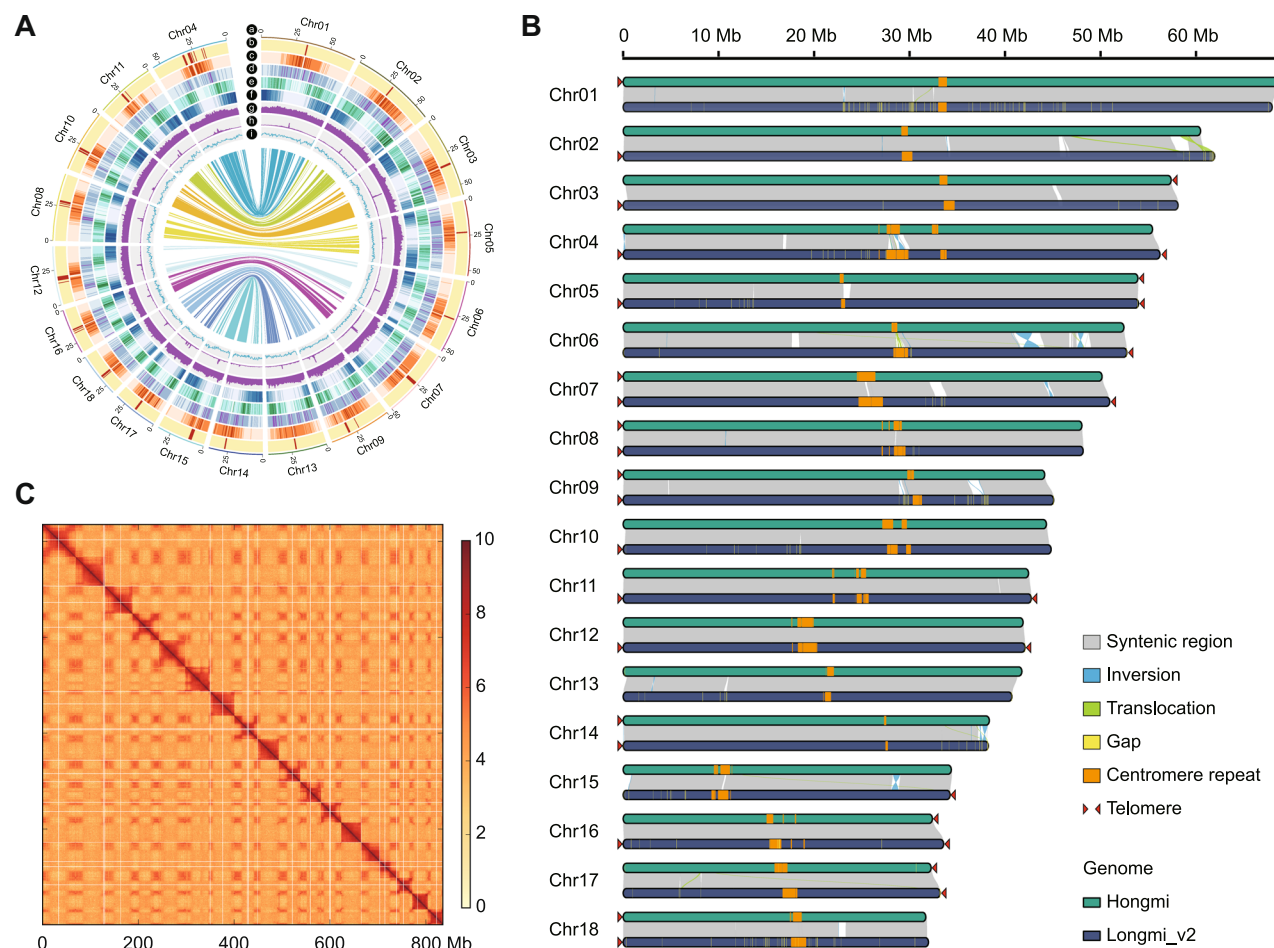 A
Chr01
Chr02
Chr03
Chr05
Chr06
Chr07
Chr09
Chr13
Chr14
Chr15
Chr17
Chr18
Chr16
Chr12
Chr08
Chr10
Chr11
Chr04
a
b
c
d
e
f
g
h
i
B
0 10 Mb 20 Mb 30 Mb 40 Mb 50 Mb 60 Mb
Chr01
Chr02
Chr03
Chr04
Chr05
Chr06
Chr07
Chr08
Chr09
Chr10
Chr11
Chr12
Chr13
Chr14
Chr15
Chr16
Chr17
Chr18
Syntenic region
Inversion
Translocation
Gap
Centromere repeat
Telomere
Genome
Hongmi
Longmi_v2
C
10
8
6
4
2
0
0 200 400 600 800 Mb